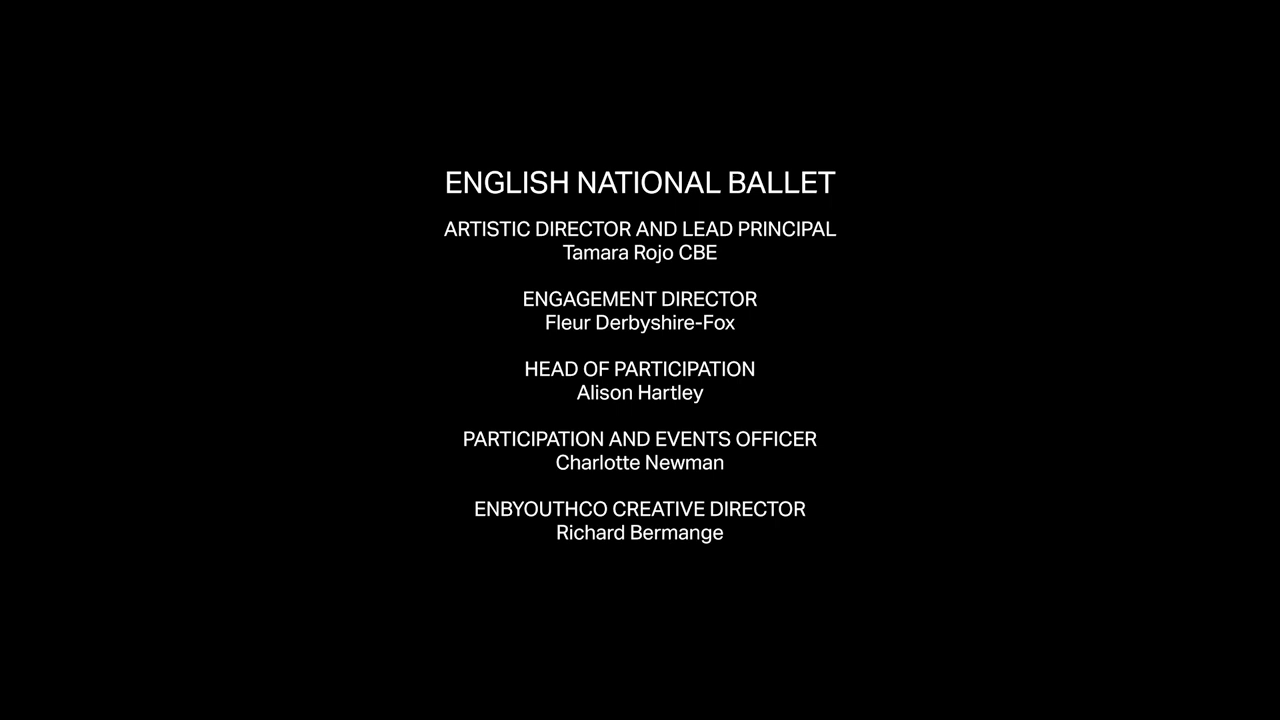 ENGLISH NATIONAL BALLET
ARTISTIC DIRECTOR AND LEAD PRINCIPAL
Tamara Rojo CBE
ENGAGEMENT DIRECTOR
Fleur Derbyshire-Fox
HEAD OF PARTICIPATION
Alison Hartley
PARTICIPATION AND EVENTS OFFICER
Charlotte Newman
ENBYOUTHCO CREATIVE DIRECTOR
Richard Bermange